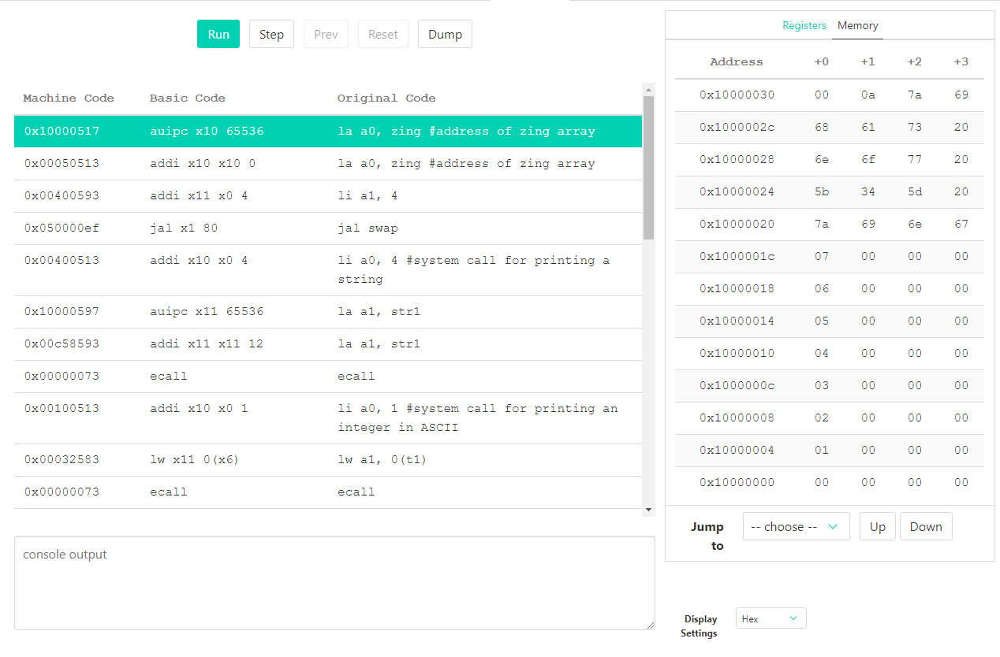 Run Step Prev Reset Dump
Machine Code Basic Code Original Code
0x10000517 auipc x10 65536 la a0, zing #address of zing array
0x00050513 addi x10 x10 0 la a0, zing #address of zing array
0x00400593 addi x11 x0 4 li a1, 4
0x050000ef jal x1 80 jal swap
0x00400513 addi x10 x0 4 li a0, 4 #system call for printing a
string
0x10000597 auipc x11 65536 la a1, str1
0x00c58593 addi x11 x11 12 la a1, str1
0x00000073 ecall ecall
0x00100513 addi x10 x0 1 li a0, 1 #system call for printing an
integer in ASCII
0x00032583 lw x11 0(x6) lw a1, 0(t1)
0x00000073 ecall ecall
console output
Registers Memory
Address +0 +1 +2 +3
0x10000030 00 0a 7a 69
0x1000002c 68 61 73 20
0x10000028 6e 6f 77 20
0x10000024 5b 34 5d 20
0x10000020 7a 69 6e 67
0x1000001c 07 00 00 00
0x10000018 06 00 00 00
0x10000014 05 00 00 00
0x10000010 04 00 00 00
0x1000000c 03 00 00 00
0x10000008 02 00 00 00
0x10000004 01 00 00 00
0x10000000 00 00 00 00
Jump to -- choose -- Up Down
Display Settings Hex